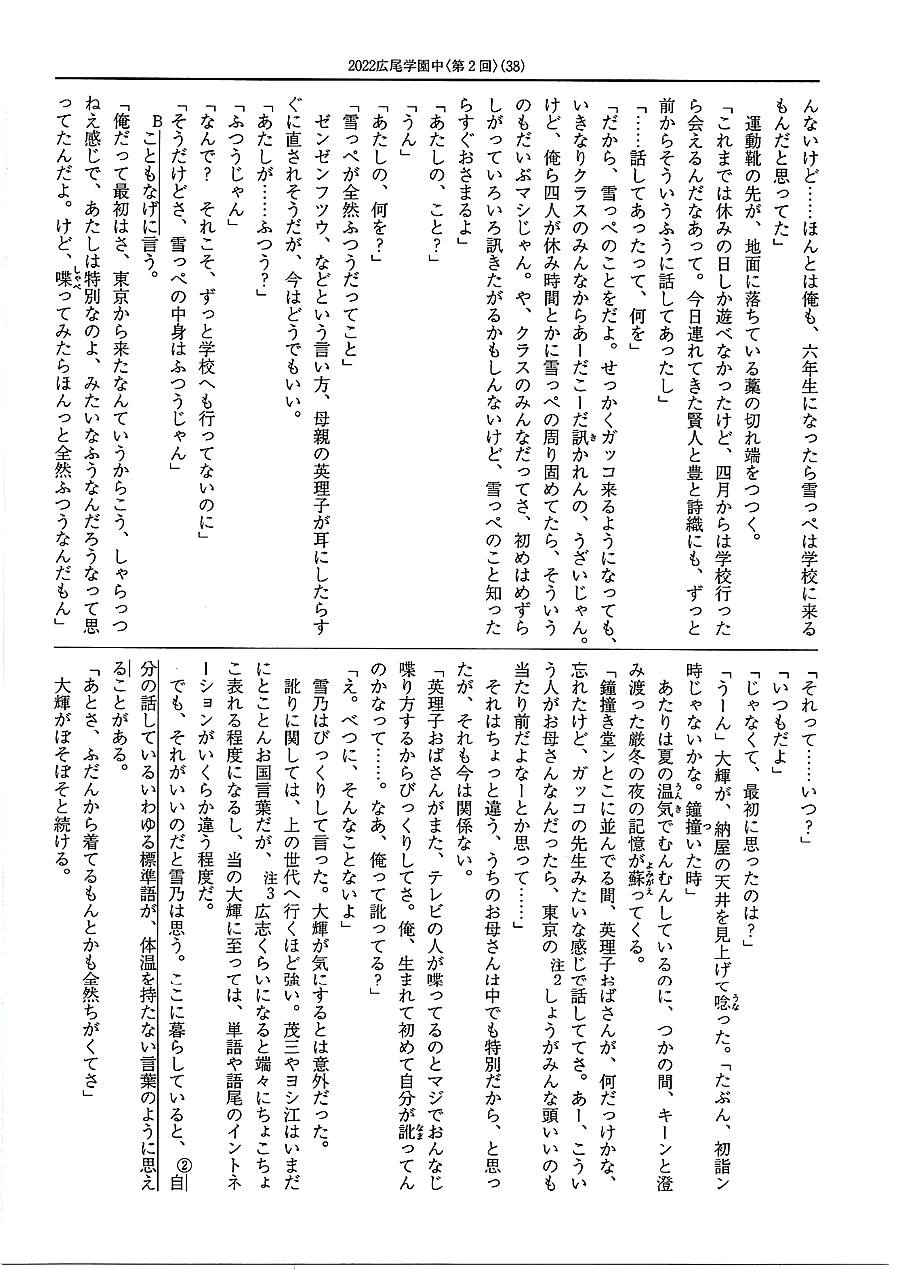 2022広尾学園中〈第2回〉(38)
んないけど……ほんとは俺も、六年生になったら雪っぺは学校に来る
もんだと思ってた」
運動靴の先が、地面に落ちている藁の切れ端をつつく。
「これまでは休みの日しか遊べなかったけど、四月からは学校行った
ら会えるんだなあって。今日連れてきた賢人と豊と詩織にも、ずっと
前からそういうふうに話してあったし」
「……話してあったって、何を」
「だから、雪っぺのことをだよ。せっかくガッコ来るようになっても、
いきなりクラスのみんなからあーだこーだ訊かれんの、うざいじゃん。
けど、俺ら四人が休み時間とかに雪っぺの周り固めてたら、そういう
のもだいぶマシじゃん。や、クラスのみんなだってさ、初めはめずら
しがっていろいろ訊きたがるかもしんないけど、雪っぺのこと知った
らすぐおさまるよ」
「あたしの、こと?」
「うん」
「あたしの、何を?」
「雪っぺが全然ふつうだってこと」
ゼンゼンフツウ、などという言い方、母親の英理子が耳にしたらす
ぐに直されそうだが、今はどうでもいい。
「あたしが……ふつう?」
「ふつうじゃん」
「なんで? それこそ、ずっと学校へも行ってないのに」
「そうだけどさ、雪っぺの中身はふつうじゃん」
Bこともなげに言う。
「俺だって最初はさ、東京から来たなんていうからこう、しゃらっつ
ねえ感じで、あたしは特別なのよ、みたいなふうなんだろうなって思
ってたんだよ。けど、喋ってみたらほんっと全然ふつうなんだもん」
「それって……いつ?」
「いつもだよ」
「じゃなくて、最初に思ったのは?」
「うーん」大輝が、納屋の天井を見上げて唸った。「たぶん、初詣ン
時じゃないかな。鐘撞いた時」
あたりは夏の温気でむんむんしているのに、つかの間、キーンと澄
み渡った厳冬の夜の記憶が蘇ってくる。
「鐘撞き堂ンとこに並んでる間、英理子おばさんが、何だっけかな、
忘れたけど、ガッコの先生みたいな感じで話しててさ。あー、こうい
う人がお母さんなんだったら、東京の注2しょうがみんな頭いいのも
当たり前だよなーとか思って……」
それはちょっと違う、うちのお母さんは中でも特別だから、と思っ
たが、それも今は関係ない。
「英理子おばさんがまた、テレビの人が喋ってるのとマジでおんなじ
喋り方するからびっくりしてさ。俺、生まれて初めて自分が訛ってん
のかなって……。なあ、俺って訛ってる?」
「え。べつに、そんなことないよ」
雪乃はびっくりして言った。大輝が気にするとは意外だった。
訛りに関しては、上の世代へ行くほど強い。茂三やヨシ江はいまだ
にとことんお国言葉だが、注3広志くらいになると端々にちょこちょ
こ表れる程度になるし、当の大輝に至っては、単語や語尾のイントネ
ーションがいくらか違う程度だ。
でも、それがいいのだと雪乃は思う。ここに暮らしていると、②自
分の話しているいわゆる標準語が、体温を持たない言葉のように思え
ることがある。
「あとさ、ふだんから着てるもんとかも全然ちがくてさ」
大輝がぼそぼそと続ける。